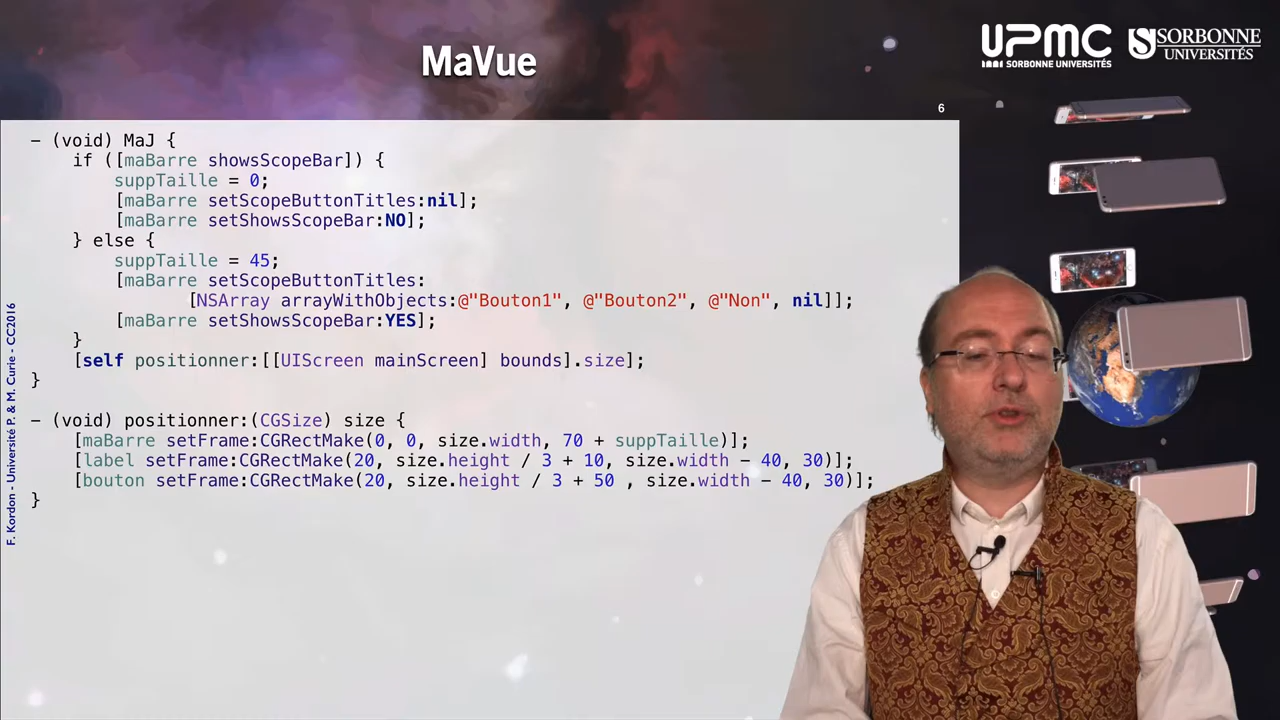 MaVue
UPMC
SORBONNE UNIVERSITÉS
SORBONNE
UNIVERSITÉS
6
– (void) MaJ {
if ([maBarre showsScopeBar]) {
suppTaille = 0;
[maBarre setScopeButtonTitles:nil];
[maBarre setShowsScopeBar:NO];
} else {
suppTaille = 45;
[maBarre setScopeButtonTitles:
[NSArray arrayWithObjects:@"Bouton1", @"Bouton2", @"Non", nil]];
[maBarre setShowsScopeBar:YES];
}
[self positionner:[[UIScreen mainScreen] bounds].size];
}
– (void) positionner:(CGSize) size {
[maBarre setFrame:CGRectMake(0, 0, size.width, 70 + suppTaille)];
[label setFrame:CGRectMake(20, size.height / 3 + 10, size.width – 40, 30)];
[bouton setFrame:CGRectMake(20, size.height / 3 + 50 , size.width – 40, 30)];
}
F. Kordon - Université P. & M. Curie - CC2016